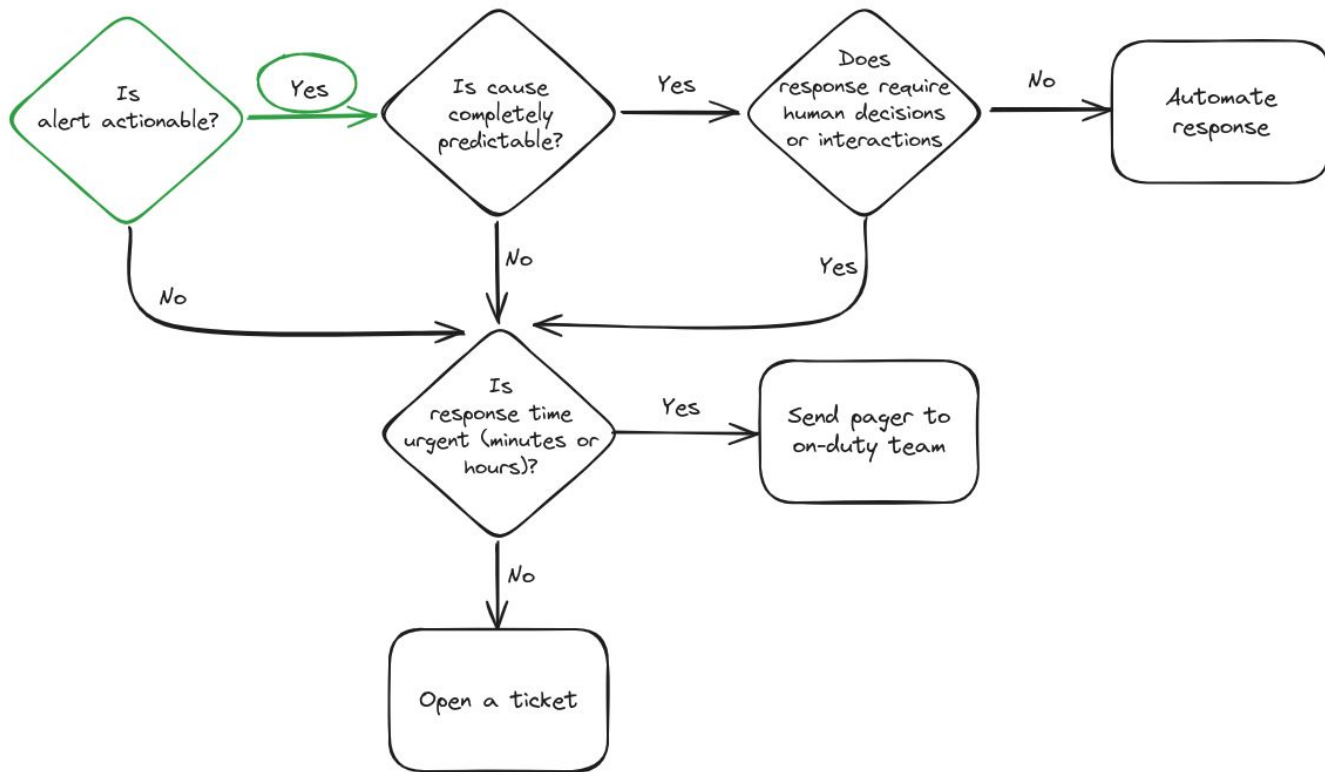 Is
alert actionable?
Yes
Is cause
completely
predictable?
Yes
Does
response require
human decisions
or interactions
No
Automate
response
No
No
Yes
Is
response time
urgent (minutes or
hours)?
Yes
Send pager to
on-duty team
No
Open a ticket